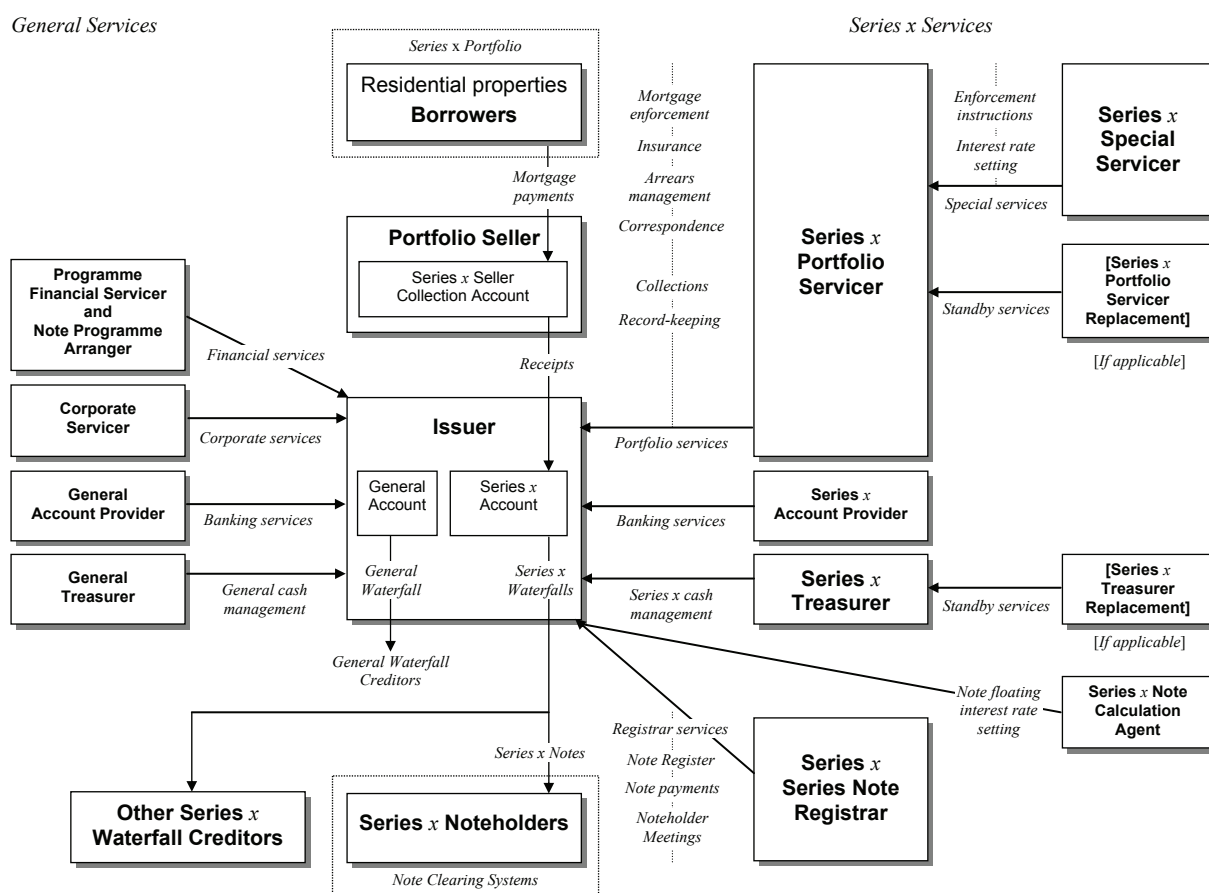 General Services
Series x Services
Series x Portfolio
Residential properties
Borrowers
Mortgage
payments
Portfolio Seller
Series x Seller
Collection Account
Receipts
Programme
Financial Servicer
and
Note Programme
Arranger
Financial services
Corporate
Servicer
Corporate services
General
Account Provider
Banking services
General
Treasurer
General cash
management
Issuer
General
Account
Series x
Account
General
Waterfall
Series x
Waterfalls
General Waterfall
Creditors
Series x Notes
Other Series x
Waterfall Creditors
Series x Noteholders
Note Clearing Systems
Mortgage
enforcement
Insurance
Arrears
management
Correspondence
Collections
Record-keeping
Portfolio services
Series x
Portfolio
Servicer
Enforcement
instructions
Interest rate
setting
Special services
Series x
Special
Servicer
Standby services
[Series x
Portfolio
Servicer
Replacement]
[If applicable]
Banking services
Series x
Account Provider
Series x cash
management
Series x
Treasurer
Standby services
[Series x
Treasurer
Replacement]
[If applicable]
Note floating
interest rate
setting
Series x Note
Calculation
Agent
Registrar services
Note Register
Note payments
Noteholder
Meetings
Series x
Series Note
Registrar